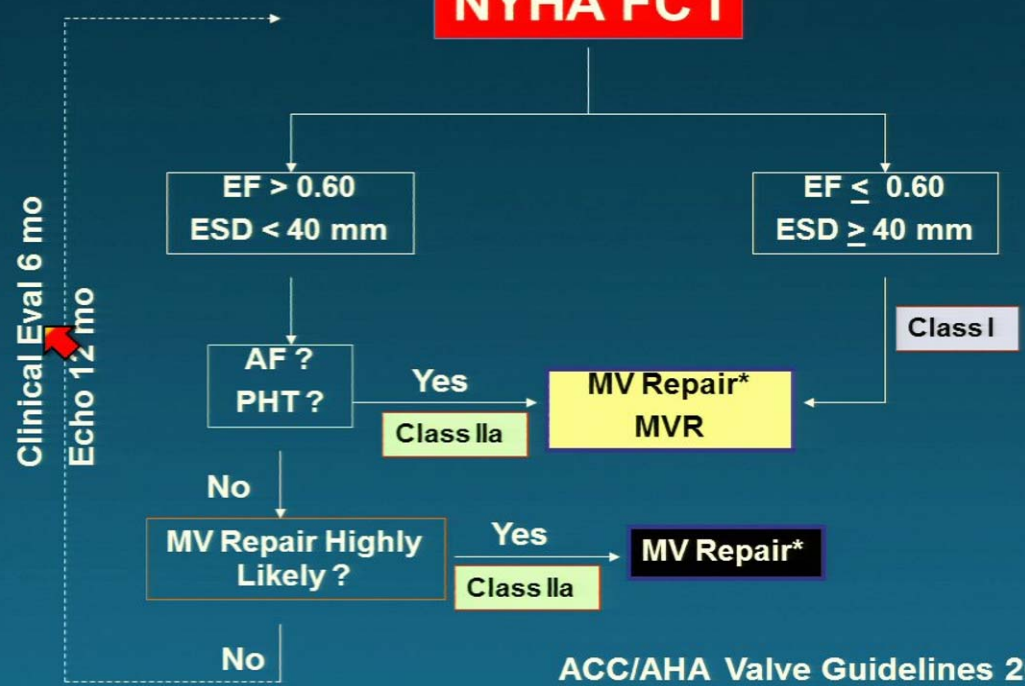 NYHA FC I
EF > 0.60
ESD < 40 mm
EF ≤ 0.60
ESD ≥ 40 mm
Class I
Clinical Eval 6 mo
Echo 12 mo
AF ?
PHT ?
Yes
Class IIa
MV Repair*
MVR
No
MV Repair Highly
Likely ?
Yes
Class IIa
MV Repair*
No
ACC/AHA Valve Guidelines 2